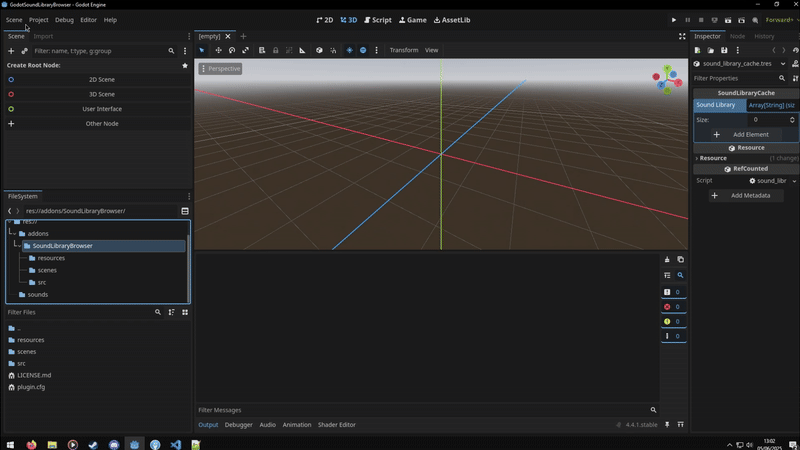 GodotSoundLibraryBrowser - Godot Engine
Scene Project Debug Editor Help
2D 3D Script Game AssetLib
Forward+
Scene Import
[empty]
Inspector Node History
Filter: name, t:type, g:group
Transform View
Create Root Node:
2D Scene
3D Scene
User Interface
Other Node
Perspective
sound_library_cache.tres
Filter Properties
SoundLibraryCache
Sound Library Array[String] (siz
Size: 0
Add Element
Resource
Resource (1 change)
RefCounted
Script sound_libr
Add Metadata
FileSystem
res://addons/SoundLibraryBrowser/
res://
addons
SoundLibraryBrowser
resources
scenes
src
sounds
Filter Files
..
resources
scenes
src
LICENSE.md
plugin.cfg
0
0
0
0
Filter Messages
Output Debugger Audio Animation Shader Editor
4.4.1.stable
13:02
05/06/2025